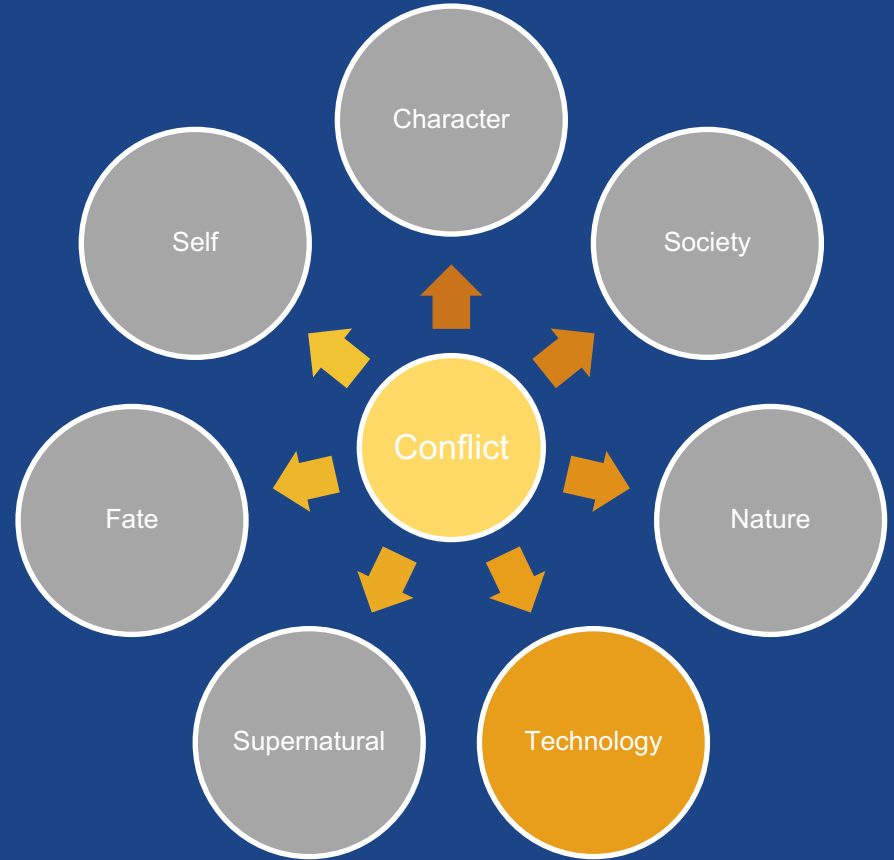 Character
Self
Society
Conflict
Fate
Nature
Supernatural
Technology